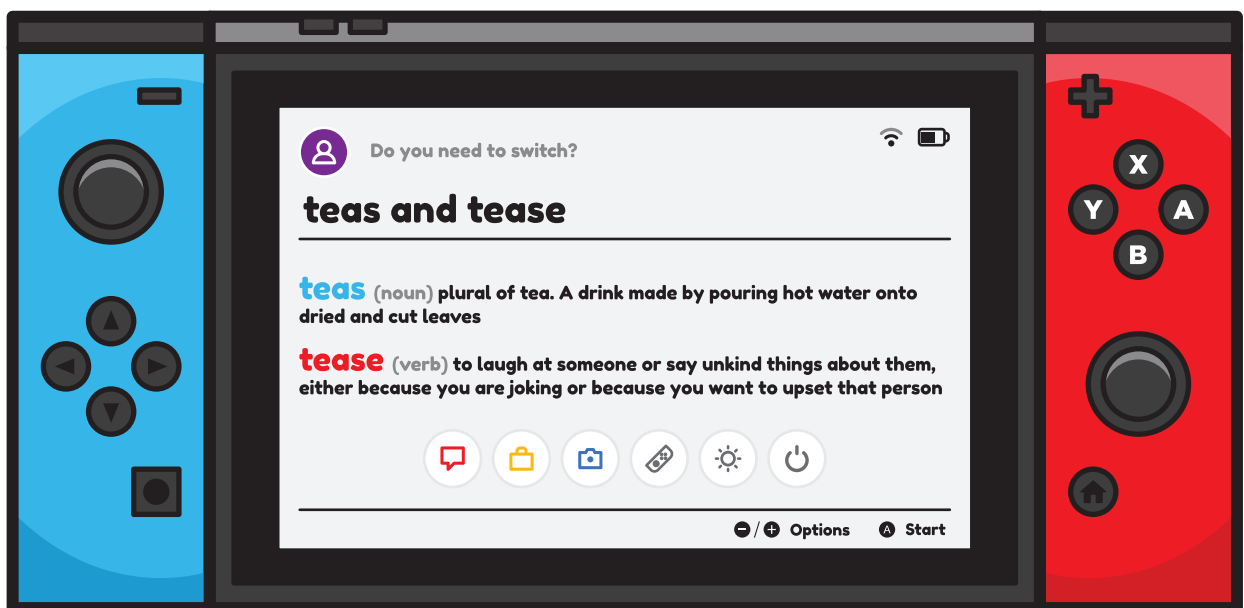 Do you need to switch?
teas and tease
X
Y
A
B
teas (noun) plural of tea. A drink made by pouring hot water onto
dried and cut leaves
tease (verb) to laugh at someone or say unkind things about them,
either because you are joking or because you want to upset that person
−/+ Options A Start